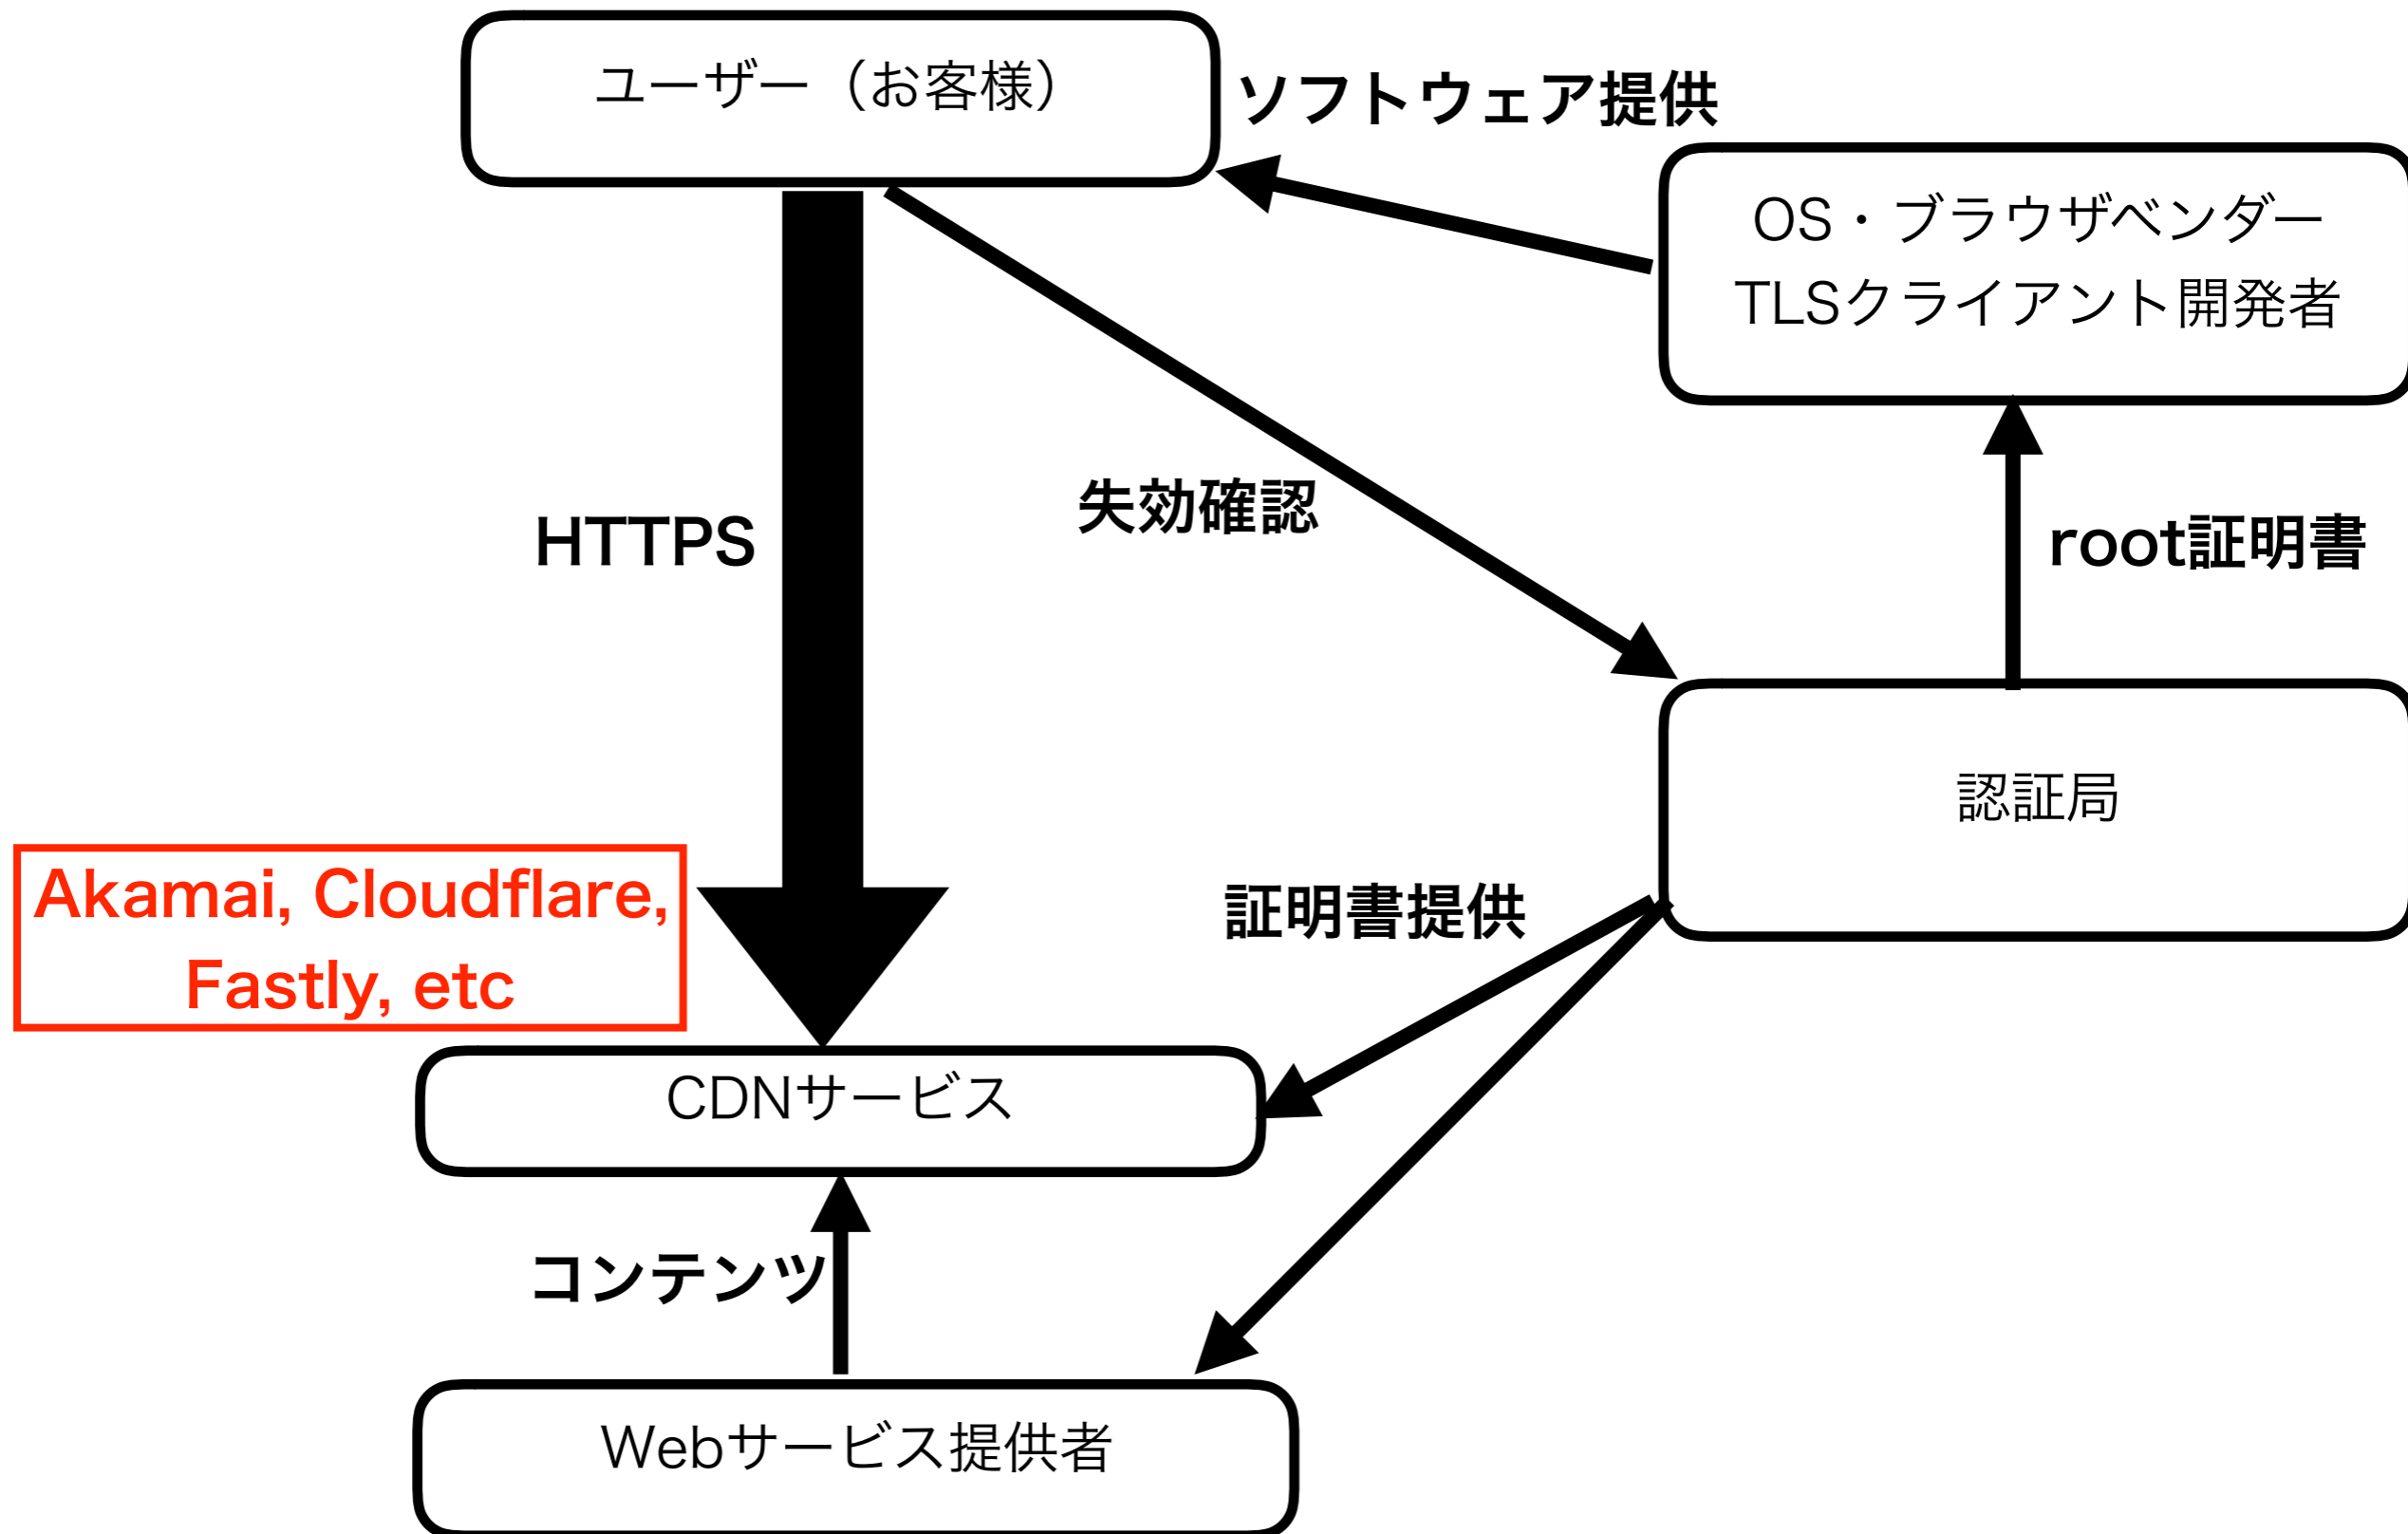 ユーザー（お客様）
ソフトウェア提供
OS・ブラウザベンダー
TLSクライアント開発者
HTTPS
失効確認
root証明書
認証局
Akamai, Cloudflare,
Fastly, etc
証明書提供
CDNサービス
コンテンツ
Webサービス提供者